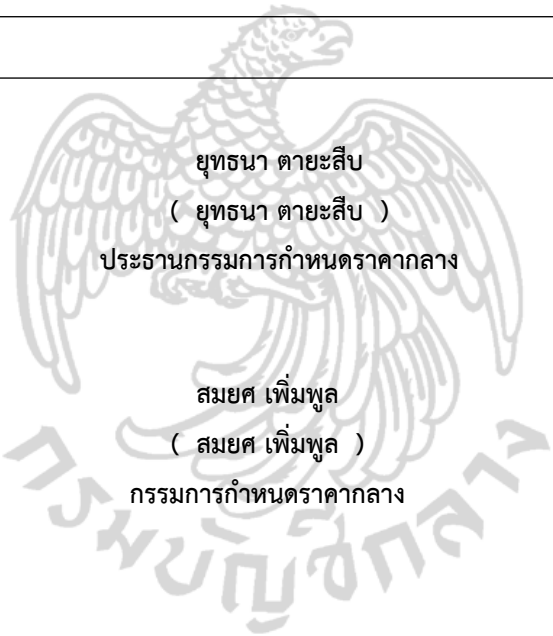 ยุทธนา ตายะสืบ
( ยุทธนา ตายะสืบ )
ประธานกรรมการกำหนดราคากลาง
สมยศ เพิ่มพูล
( สมยศ เพิ่มพูล )
กรรมการกำหนดราคากลาง
กรมบัญชีกลาง